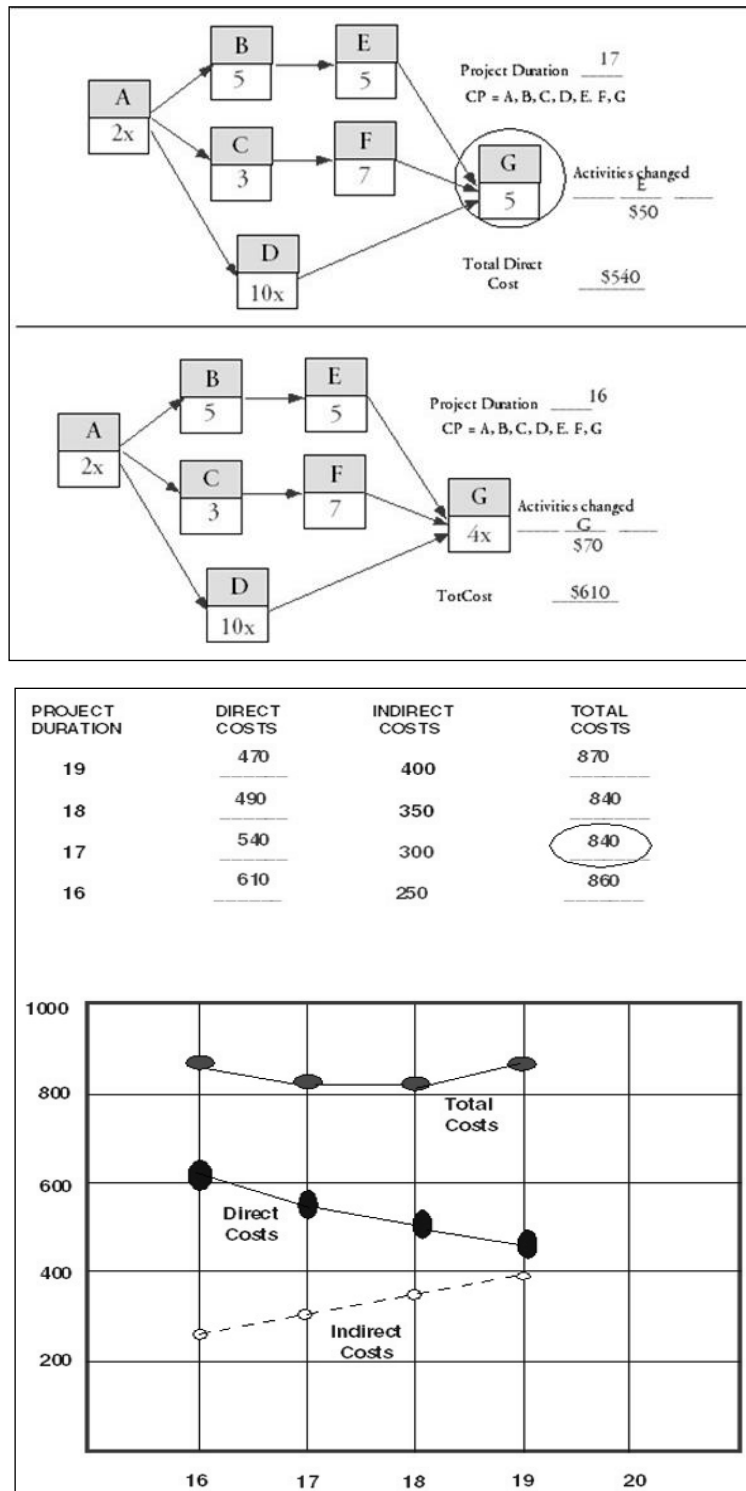 B
E
5
5
Project Duration 17
CP = A, B, C, D, E. F, G
A
2x
C
F
3
7
G
5
Activities changed
E
$50
D
10x
Total Direct
Cost
$540
B
E
5
5
Project Duration 16
CP = A, B, C, D, E. F, G
A
2x
C
F
3
7
G
4x
Activities changed
G
$70
D
10x
TotCost $610
PROJECT DURATION DIRECT COSTS INDIRECT COSTS TOTAL COSTS
19 470 400 870
18 490 350 840
17 540 300 840
16 610 250 860
1000
800
Total
Costs
600
Direct
Costs
400
Indirect
Costs
200
16 17 18 19 20